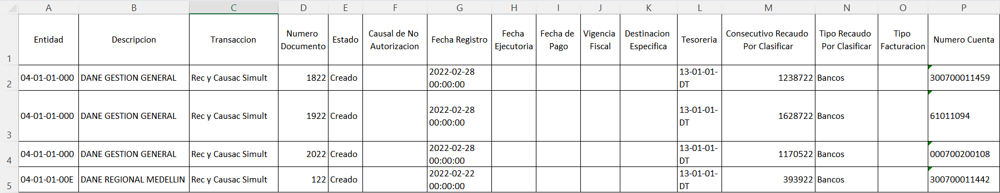 A B C D E F G H I J K L M N O P
1 Entidad Descripcion Transaccion Numero Documento Estado Causal de No Autorizacion Fecha Registro Fecha Ejecutoria Fecha de Pago Vigencia Fiscal Destinacion Especifica Tesoreria Consecutivo Recaudo Por Clasificar Tipo Recaudo Por Clasificar Tipo Facturacion Numero Cuenta
2 04-01-01-000 DANE GESTION GENERAL Rec y Causac Simult 1822 Creado 2022-02-28 00:00:00 13-01-01-DT 1238722 Bancos 300700011459
3 04-01-01-000 DANE GESTION GENERAL Rec y Causac Simult 1922 Creado 2022-02-28 00:00:00 13-01-01-DT 1628722 Bancos 61011094
4 04-01-01-000 DANE GESTION GENERAL Rec y Causac Simult 2022 Creado 2022-02-28 00:00:00 13-01-01-DT 1170522 Bancos 000700200108
5 04-01-01-00E DANE REGIONAL MEDELLIN Rec y Causac Simult 122 Creado 2022-02-22 00:00:00 13-01-01-DT 393922 Bancos 300700011442